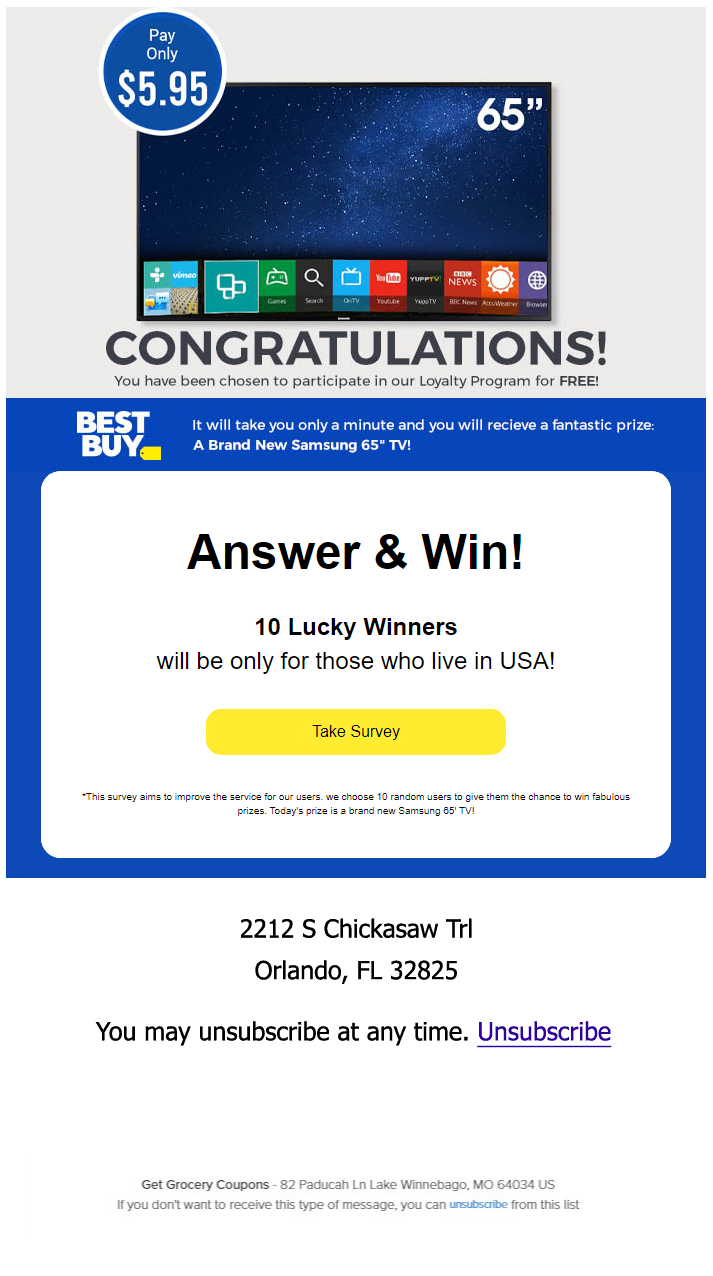 Pay
Only
$5.95
65”
vimeo
Games
Search
OnTV
YouTube
Youtube
YUPPTV
YuppTV
BBC
NEWS
BBC News
AccuWeather
Browser
CONGRATULATIONS!
You have been chosen to participate in our Loyalty Program for FREE!
BEST
BUY
It will take you only a minute and you will recieve a fantastic prize:
A Brand New Samsung 65" TV!
Answer & Win!
10 Lucky Winners
will be only for those who live in USA!
Take Survey
*This survey aims to improve the service for our users. we choose 10 random users to give them the chance to win fabulous
prizes. Today's prize is a brand new Samsung 65' TV!
2212 S Chickasaw Trl
Orlando, FL 32825
You may unsubscribe at any time. Unsubscribe
Get Grocery Coupons - 82 Paducah Ln Lake Winnebago, MO 64034 US
If you don't want to receive this type of message, you can unsubscribe from this list